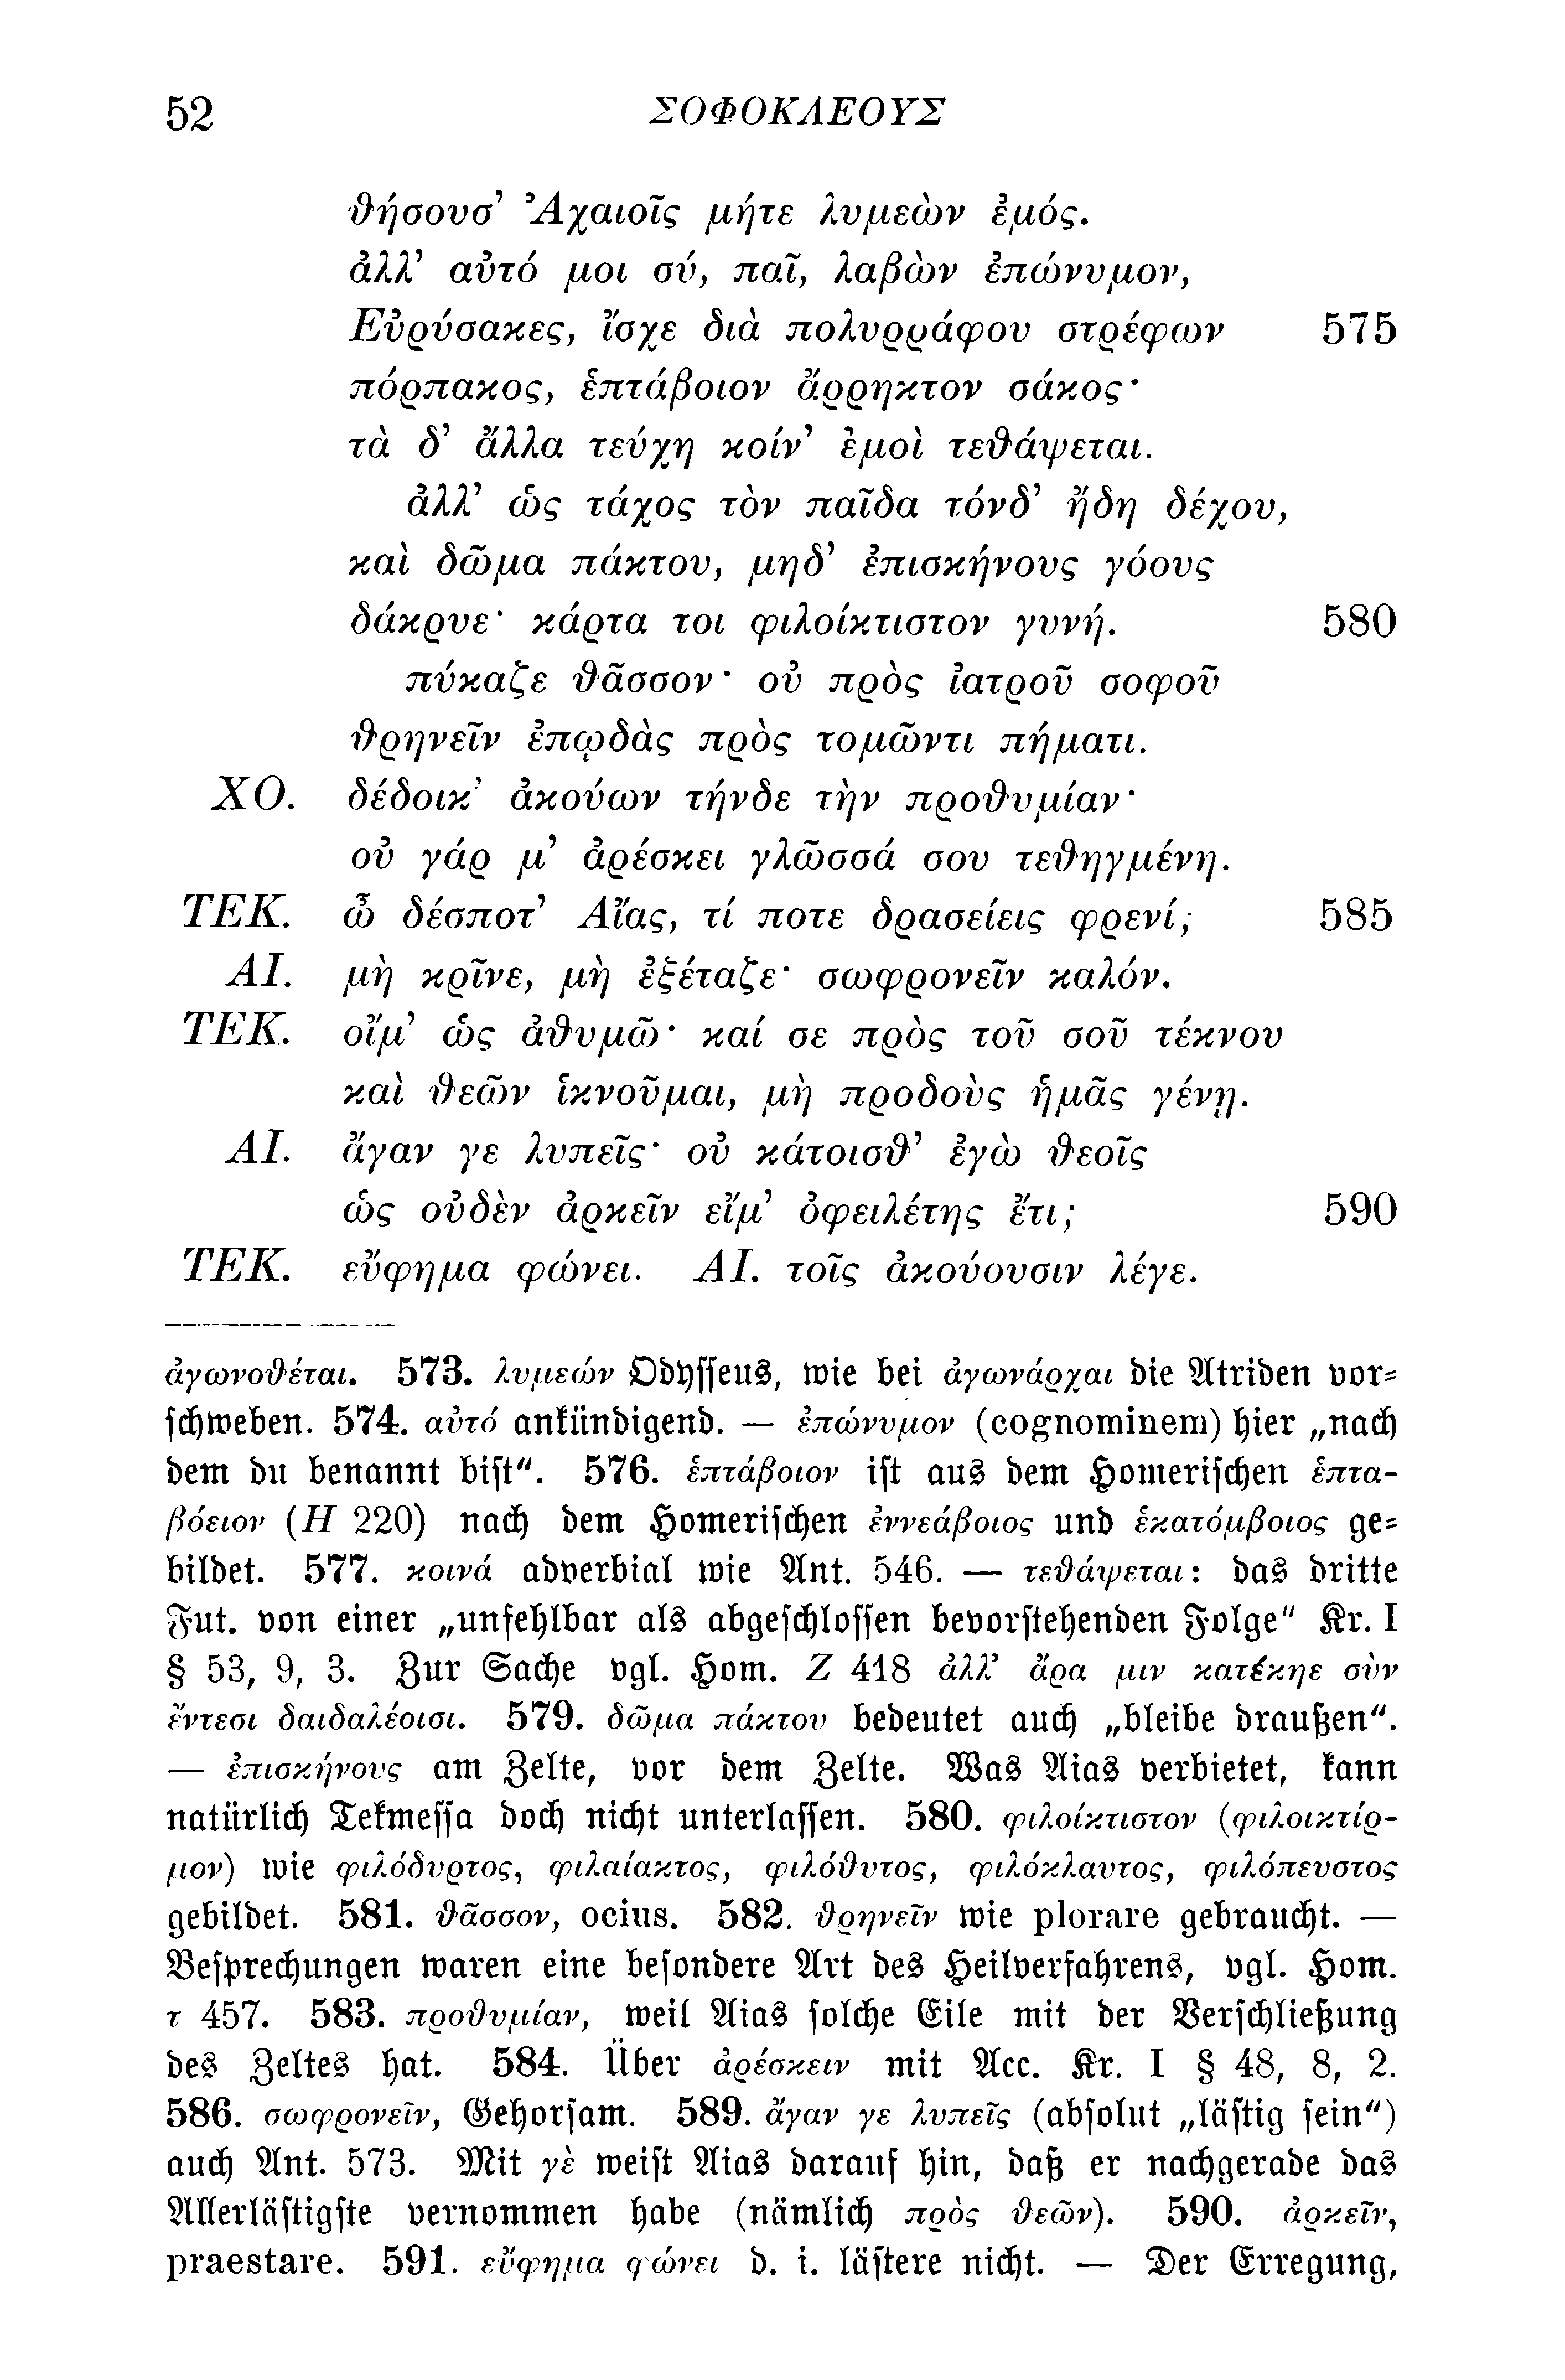 52 ΣΟΦΟΚΛΕΟΥΣ
θήσουσ’ Ἀχαιοῖς μήτε λυμεὼν ἐμός.
ἀλλ’ αὐτό μοι σύ, παῖ, λαβὼν ἐπώνυμον,
Εὐρύσακες, ἴσχε διὰ πολυρράφου στρέφων 575
πόρπακος, ἑπτάβοιον ἄρρηκτον σάκος·
τὰ δ’ ἄλλα τεύχη κοίν’ ἐμοὶ τεθάψεται.
ἀλλ’ ὡς τάχος τὸν παῖδα τόνδ’ ἤδη δέχου,
καὶ δῶμα πάκτου, μηδ’ ἐπισκήνους γόους
δάκρυε· κάρτα τοι φιλοίκτιστον γυνή. 580
πύκαζε θᾶσσον· οὐ πρὸς ἰατροῦ σοφοῦ
θρηνεῖν ἐπῳδὰς πρὸς τομῶντι πήματι.
ΧΟ. δέδοικ’ ἀκούων τήνδε τὴν προθυμίαν·
οὐ γάρ μ’ ἀρέσκει γλῶσσά σου τεθηγμένη.
ΤΕΚ. ὦ δέσποτ’ Αἴας, τί ποτε δρασείεις φρενί; 585
ΑΙ. μὴ κρῖνε, μὴ ἐξέταζε· σωφρονεῖν καλόν.
ΤΕΚ. οἴμ’ ὡς ἀθυμῶ· καί σε πρὸς τοῦ σοῦ τέκνου
καὶ θεῶν ἱκνοῦμαι, μὴ προδοὺς ἡμᾶς γένῃ.
ΑΙ. ἄγαν γε λυπεῖς· οὐ κάτοισθ’ ἐγὼ θεοῖς
ὡς οὐδὲν ἀρκεῖν εἴμ’ ὀφειλέτης ἔτι; 590
ΤΕΚ. εὔφημα φώνει. ΑΙ. τοῖς ἀκούουσιν λέγε.
ἀγωνοθέται. 573. λυμεών Odysseus, wie bei ἀγωνάρχαι die Atriden vor-
schweben. 574. αὐτό ankündigend. — ἐπώνυμον (cognominem) hier „nach
dem du benannt bist“. 576. ἑπτάβοιον ist aus dem Homerischen ἑπτα-
βόειον (Η 220) nach dem Homerischen ἐννεάβοιος und ἑκατόμβοιος ge-
bildet. 577. κοινά adverbial wie Ant. 546. — τεθάψεται: das dritte
Fut. von einer „unfehlbar als abgeschlossen bevorstehenden Folge“ Kr. I
§ 53, 9, 3. Zur Sache vgl. Hom. Ζ 418 ἀλλ’ ἄρα μιν κατέκηε σὺν
ἔντεσι δαιδαλέοισι. 579. δῶμα πάκτου bedeutet auch „bleibe draußen“.
— ἐπισκήνους am Zelte, vor dem Zelte. Was Aias verbietet, kann
natürlich Tekmessa doch nicht unterlassen. 580. φιλοίκτιστον (φιλοικτίρ-
μον) wie φιλόδυρτος, φιλαίακτος, φιλόθυτος, φιλόκλαυτος, φιλόπευστος
gebildet. 581. θᾶσσον, ocius. 582. θρηνεῖν wie plorare gebraucht. —
Besprechungen waren eine besondere Art des Heilverfahrens, vgl. Hom.
τ 457. 583. προθυμίαν, weil Aias solche Eile mit der Verschließung
des Zeltes hat. 584. Über ἀρέσκειν mit Acc. Kr. I § 48, 8, 2.
586. σωφρονεῖν, Gehorsam. 589. ἄγαν γε λυπεῖς (absolut „lästig sein“)
auch Ant. 573. Mit γὲ weist Aias darauf hin, daß er nachgerade das
Allerlästigste vernommen habe (nämlich πρὸς θεῶν). 590. ἀρκεῖν,
praestare. 591. εὔφημα φώνει d. i. lästere nicht. — Der Erregung,